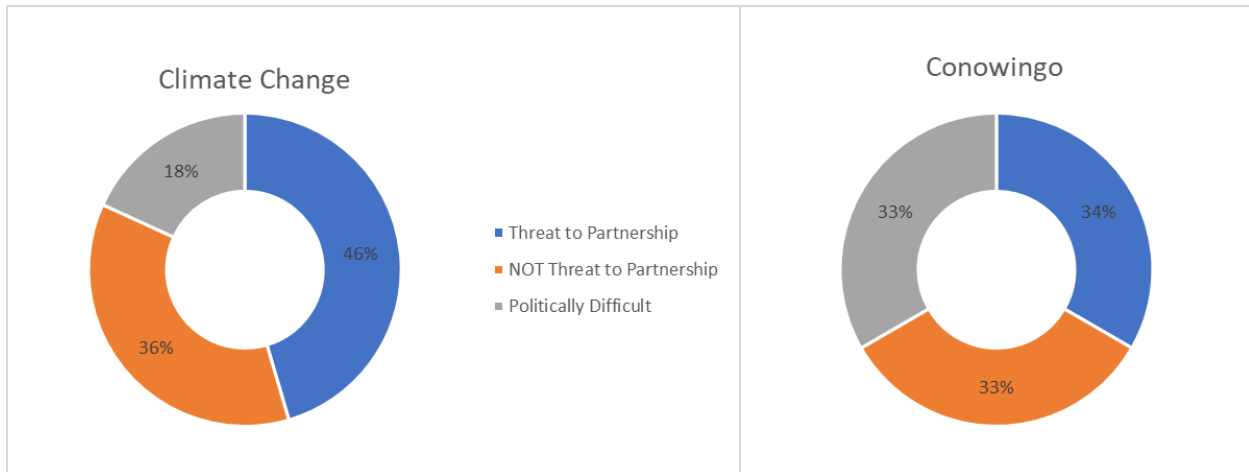 Climate Change
18%
46%
36%
Threat to Partnership
NOT Threat to Partnership
Politically Difficult
Conowingo
33%
34%
33%